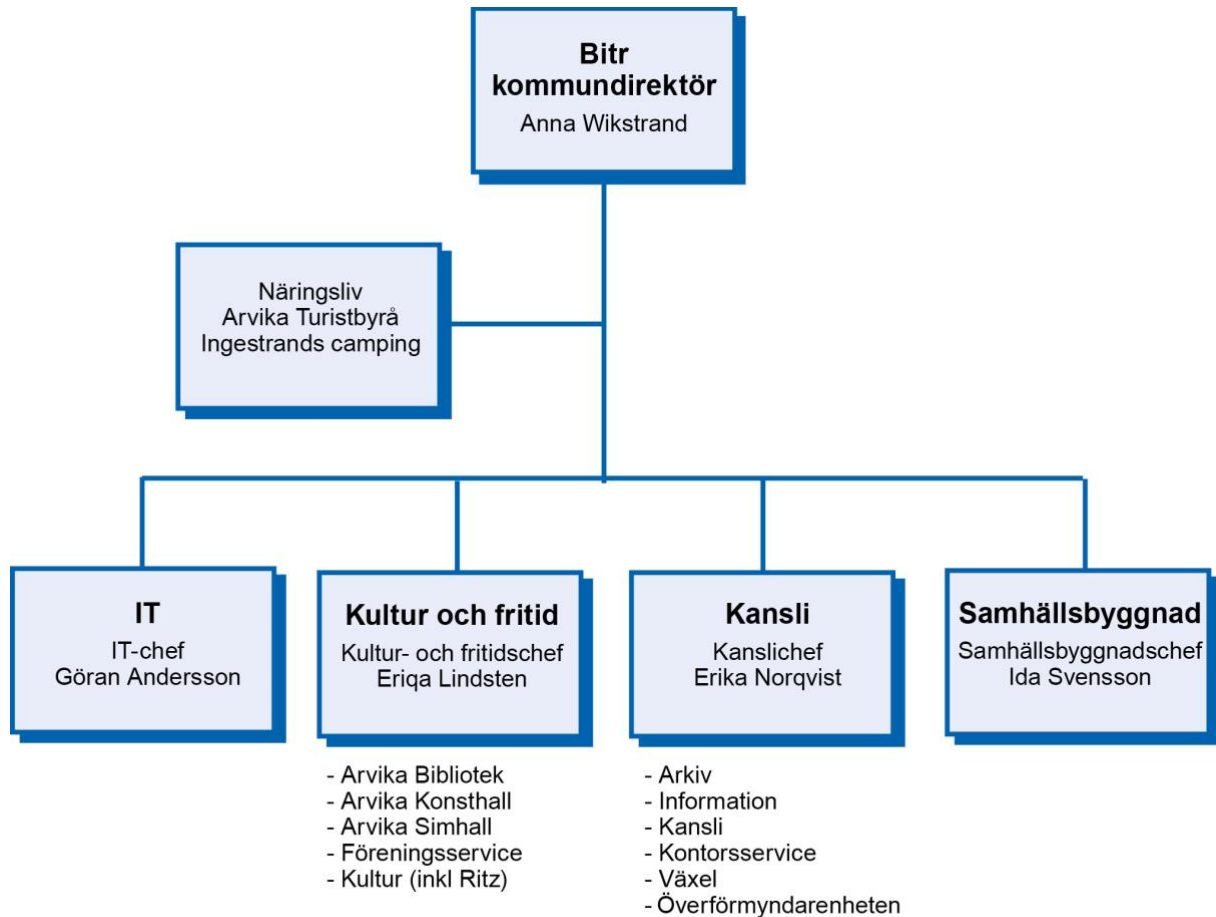 Bitr
kommundirektör
Anna Wikstrand
Näringsliv
Arvika Turistbyrå
Ingestrands camping
IT
IT-chef
Göran Andersson
Kultur och fritid
Kultur- och fritidschef
Eriqa Lindsten
- Arvika Bibliotek
- Arvika Konsthall
- Arvika Simhall
- Föreningsservice
- Kultur (inkl Ritz)
Kansli
Kanslichef
Erika Norqvist
- Arkiv
- Information
- Kansli
- Kontorsservice
- Växel
- Överförmyndarenheten
Samhällsbyggnad
Samhällsbyggnadschef
Ida Svensson